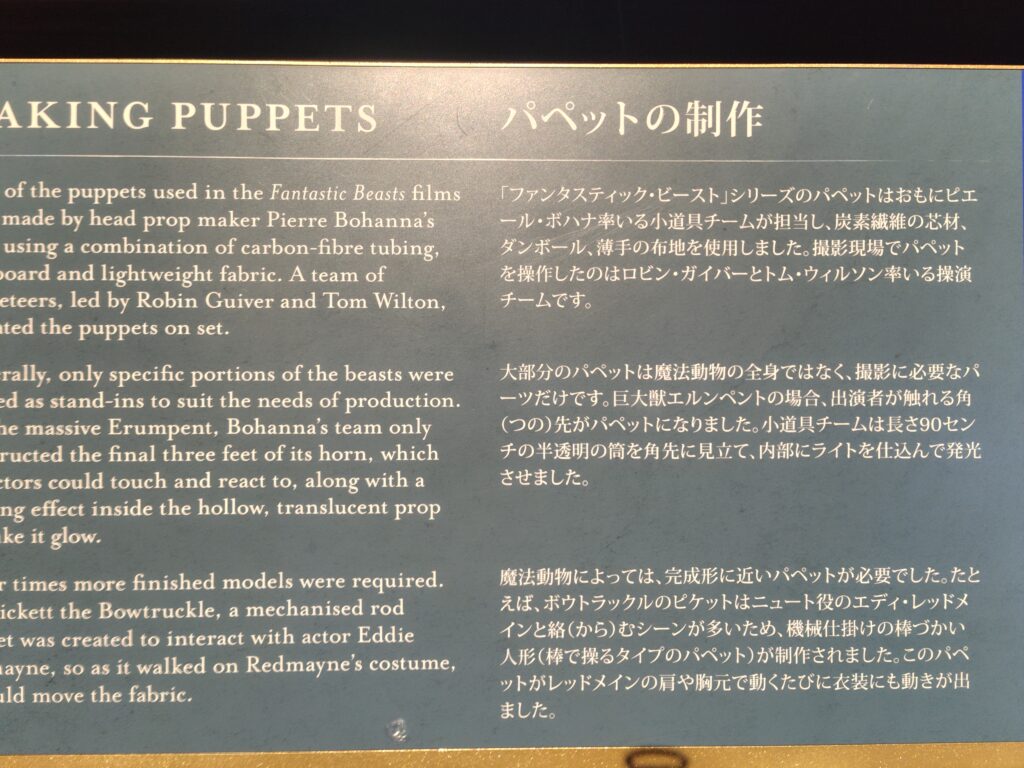 AKING PUPPETS
of the puppets used in the Fantastic Beasts films
made by head prop maker Pierre Bohanna's
using a combination of carbon-fibre tubing,
board and lightweight fabric. A team of
eteers, led by Robin Guiver and Tom Wilton,
ated the puppets on set.
rally, only specific portions of the beasts were
ed as stand-ins to suit the needs of production.
he massive Erumpent, Bohanna's team only
ructed the final three feet of its horn, which
ctors could touch and react to, along with a
ng effect inside the hollow, translucent prop
ke it glow.
r times more finished models were required.
ickett the Bowtruckle, a mechanised rod
et was created to interact with actor Eddie
mayne, so as it walked on Redmayne's costume,
uld move the fabric.
パペットの制作
「ファンタスティック・ビースト」シリーズのパペットはおもにピエ
ール・ボハナ率いる小道具チームが担当し、炭素繊維の芯材、
ダンボール、薄手の布地を使用しました。撮影現場でパペット
を操作したのはロビン・ガイバーとトム・ウィルソン率いる操演
チームです。
大部分のパペットは魔法動物の全身ではなく、撮影に必要なパ
ーツだけです。巨大獣エルンペントの場合、出演者が触れる角
（つの）先がパペットになりました。小道具チームは長さ90セン
チの半透明の筒を角先に見立て、内部にライトを仕込んで発光
させました。
魔法動物によっては、完成形に近いパペットが必要でした。たと
えば、ボウトラックルのピケットはニュート役のエディ・レッドメ
インと絡（から）むシーンが多いため、機械仕掛けの棒づかい
人形（棒で操るタイプのパペット）が制作されました。このパペ
ットがレッドメインの肩や胸元で動くたびに衣装にも動きが出
ました。